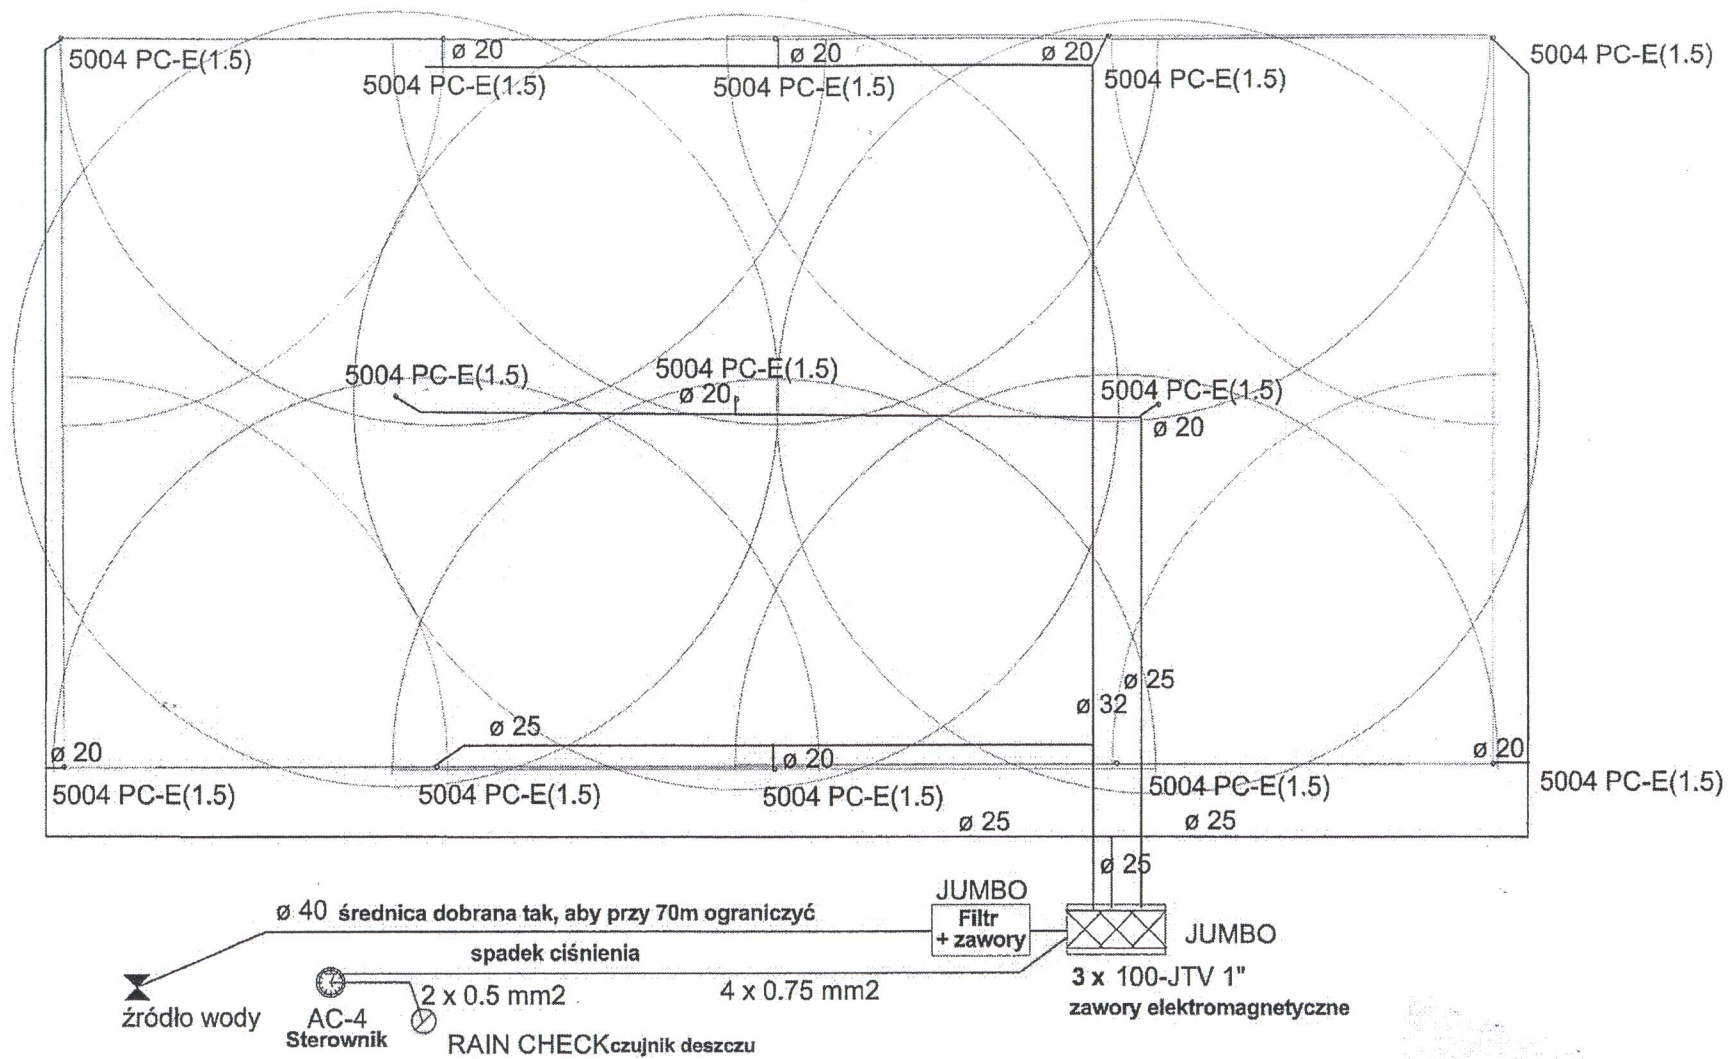 ø 20
ø 20
ø 20
5004 PC-E(1.5)
5004 PC-E(1.5)
5004 PC-E(1.5)
5004 PC-E(1.5)
5004 PC-E(1.5)
5004 PC-E(1.5)
5004 PC-E(1.5)
5004 PC-E(1.5)
ø 20
ø 20
ø 25
ø 32
ø 25
ø 20
ø 20
ø 20
5004 PC-E(1.5)
5004 PC-E(1.5)
5004 PC-E(1.5)
5004 PC-E(1.5)
5004 PC-E(1.5)
ø 25
ø 25
ø 25
JUMBO
ø 40 średnica dobrana tak, aby przy 70m ograniczyć
spadek ciśnienia
Filtr
+ zawory
JUMBO
3 x 100-JTV 1"
zawory elektromagnetyczne
2 x 0.5 mm2
4 x 0.75 mm2
źródło wody
AC-4
Sterownik
RAIN CHECK czujnik deszczu